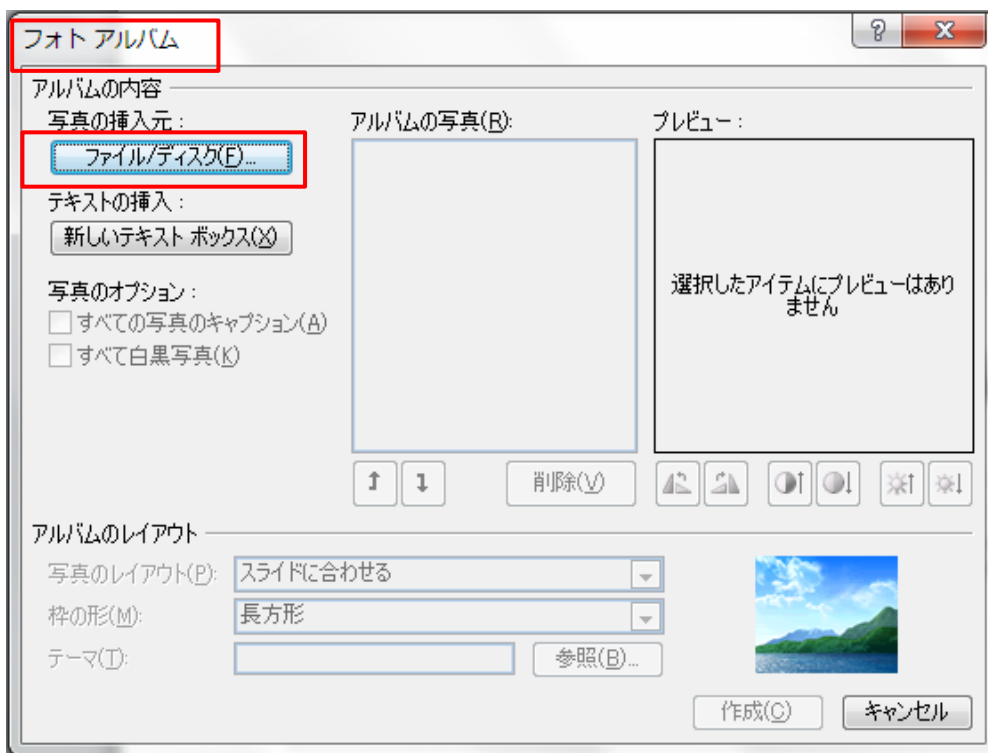 フォト アルバム
アルバムの内容
写真の挿入元：
ファイル/ディスク(F)...
テキストの挿入：
新しいテキスト ボックス(X)
写真のオプション：
すべての写真のキャプション(A)
すべて白黒写真(K)
アルバムの写真(R):
削除(V)
プレビュー：
選択したアイテムにプレビューはあり
ません
アルバムのレイアウト
写真のレイアウト(P): スライドに合わせる
枠の形(M): 長方形
テーマ(T): 参照(B)...
作成(C) キャンセル